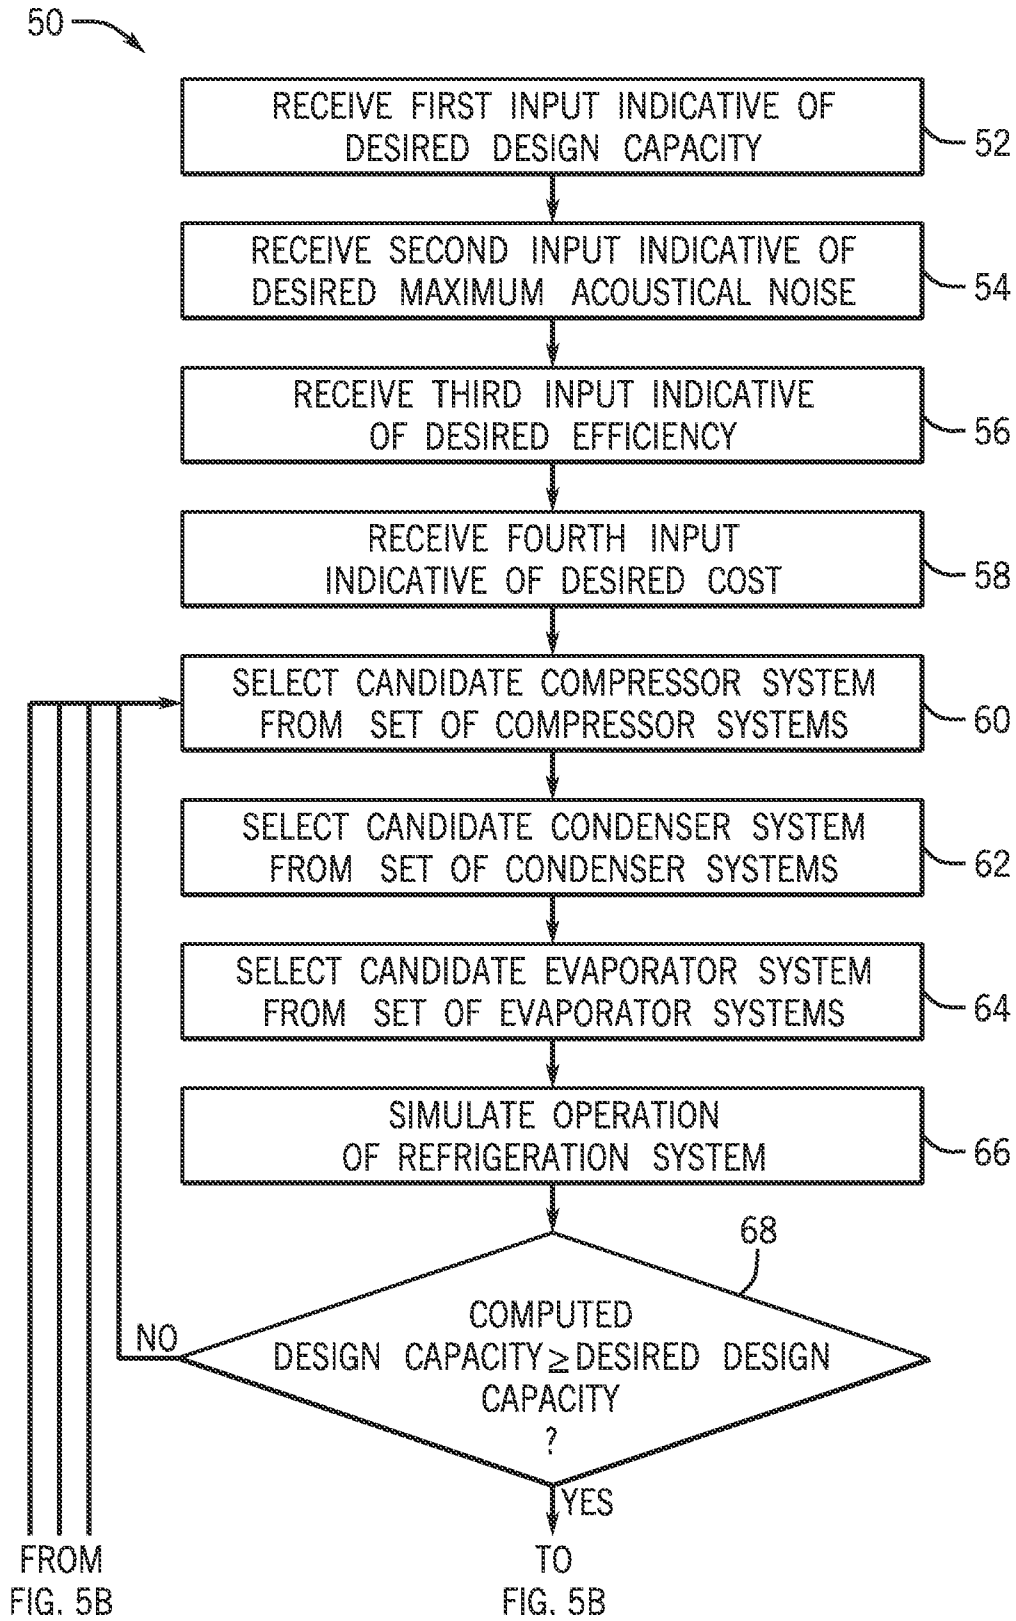 50
RECEIVE FIRST INPUT INDICATIVE OF
DESIRED DESIGN CAPACITY
52
RECEIVE SECOND INPUT INDICATIVE OF
DESIRED MAXIMUM ACOUSTICAL NOISE
54
RECEIVE THIRD INPUT INDICATIVE
OF DESIRED EFFICIENCY
56
RECEIVE FOURTH INPUT
INDICATIVE OF DESIRED COST
58
SELECT CANDIDATE COMPRESSOR SYSTEM
FROM SET OF COMPRESSOR SYSTEMS
60
SELECT CANDIDATE CONDENSER SYSTEM
FROM SET OF CONDENSER SYSTEMS
62
SELECT CANDIDATE EVAPORATOR SYSTEM
FROM SET OF EVAPORATOR SYSTEMS
64
SIMULATE OPERATION
OF REFRIGERATION SYSTEM
66
68
COMPUTED
DESIGN CAPACITY ≥ DESIRED DESIGN
CAPACITY
?
NO
YES
FROM
FIG. 5B
TO
FIG. 5B